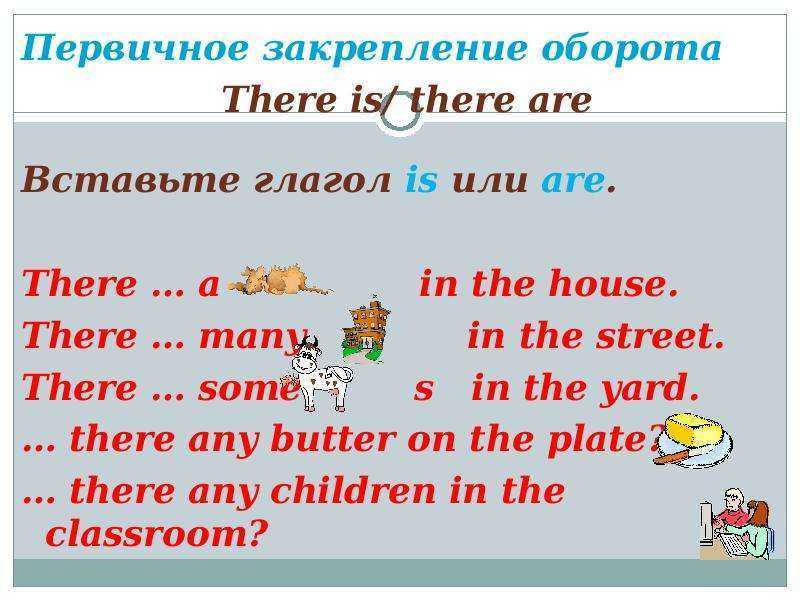 Первичное закрепление оборота
There is/ there are
Вставьте глагол is или are.
There ... a in the house.
There ... many in the street.
There ... some s in the yard.
... there any butter on the plate?
... there any children in the
classroom?